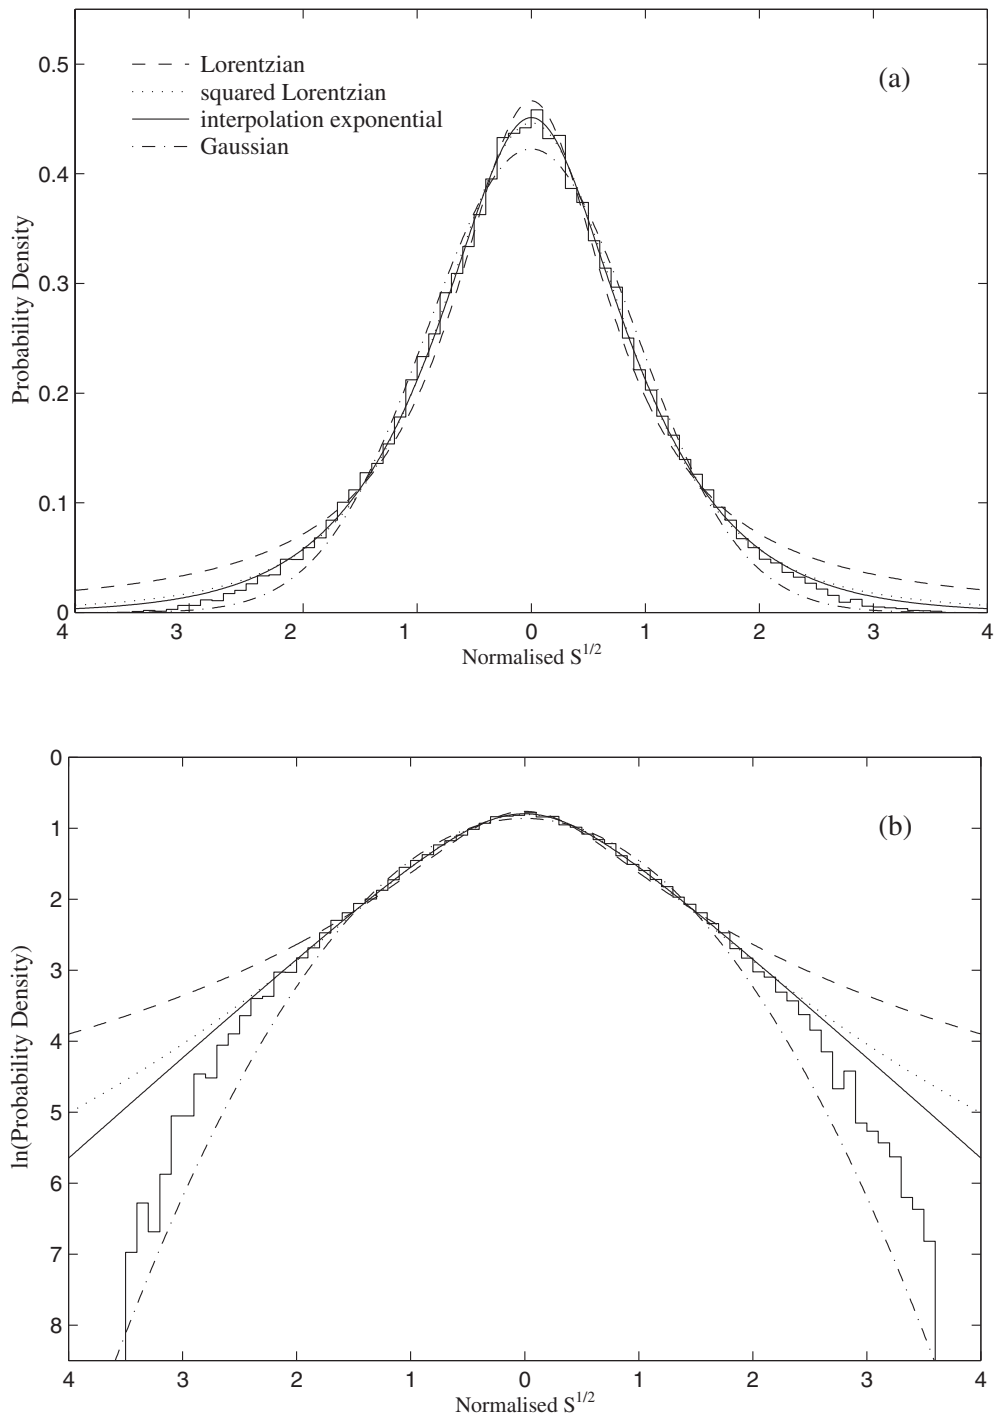 0.5
0.4
0.3
0.2
0.1
0
Probability Density
Lorentzian
squared Lorentzian
interpolation exponential
Gaussian
(a)
4 3 2 1 0 1 2 3 4
Normalised S^1/2
0
1
2
3
4
5
6
7
8
ln(Probability Density)
(b)
4 3 2 1 0 1 2 3 4
Normalised S^1/2